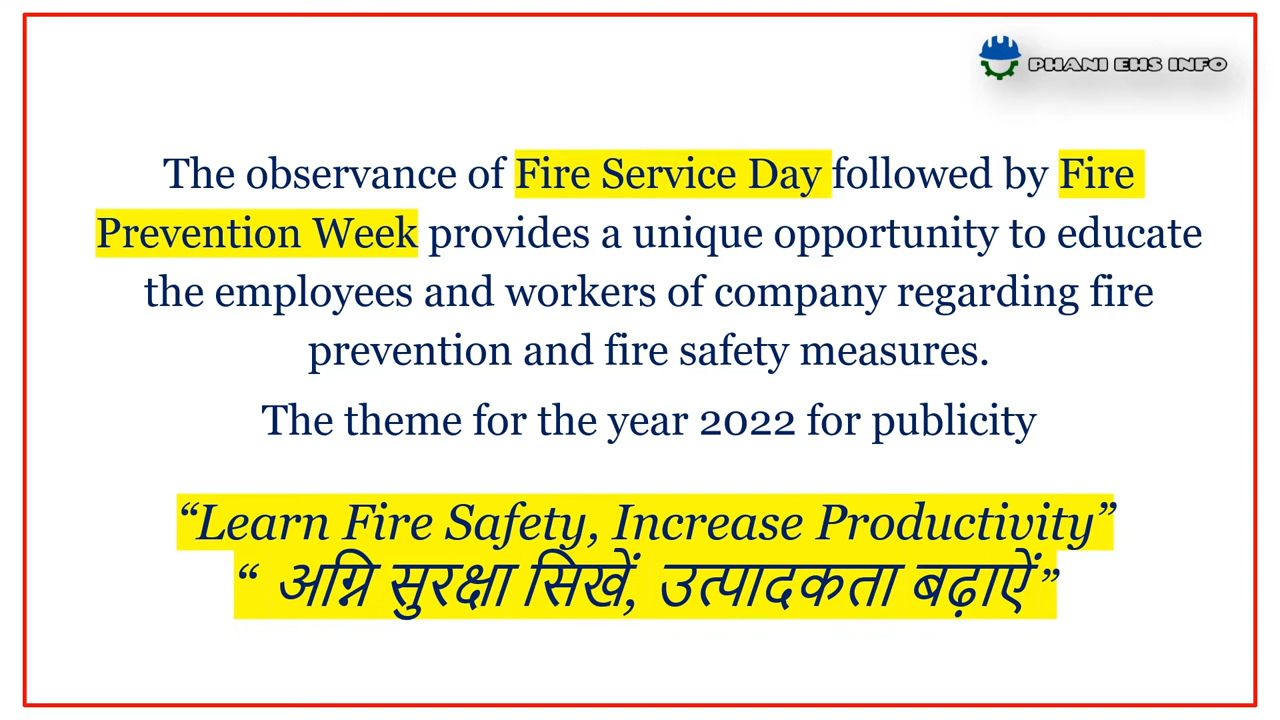 PHANI EHS INFO
The observance of Fire Service Day followed by Fire
Prevention Week provides a unique opportunity to educate
the employees and workers of company regarding fire
prevention and fire safety measures.
The theme for the year 2022 for publicity
“Learn Fire Safety, Increase Productivity”
“ अग्नि सुरक्षा सिखें, उत्पादकता बढ़ाऐं ”